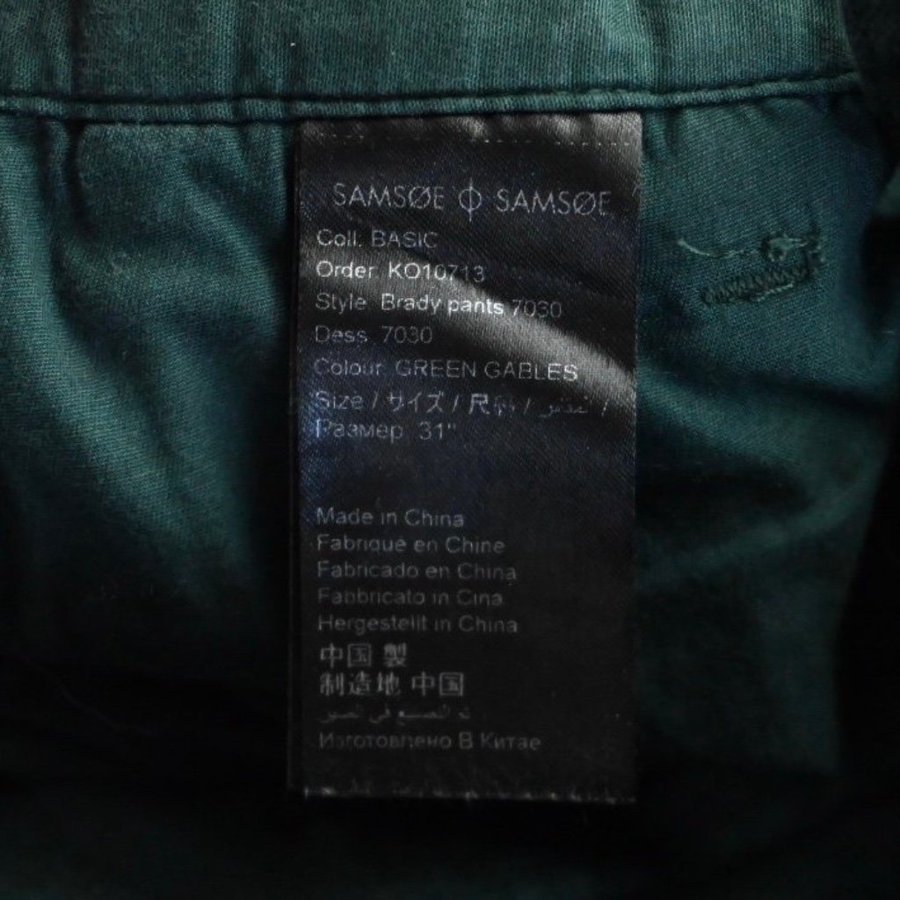 SAMSØE ф SAMSØE
Coll. BASIC
Order KO10713
Style Brady pants 7030
Dess 7030
Colour GREEN GABLES
Size / サイズ / 尺码 / /
Размер 31"
Made in China
Fabriqué en Chine
Fabricado en China
Fabbricato in Cina
Hergestellt in China
中国 製
制造地 中国
Изготовлено В Китае